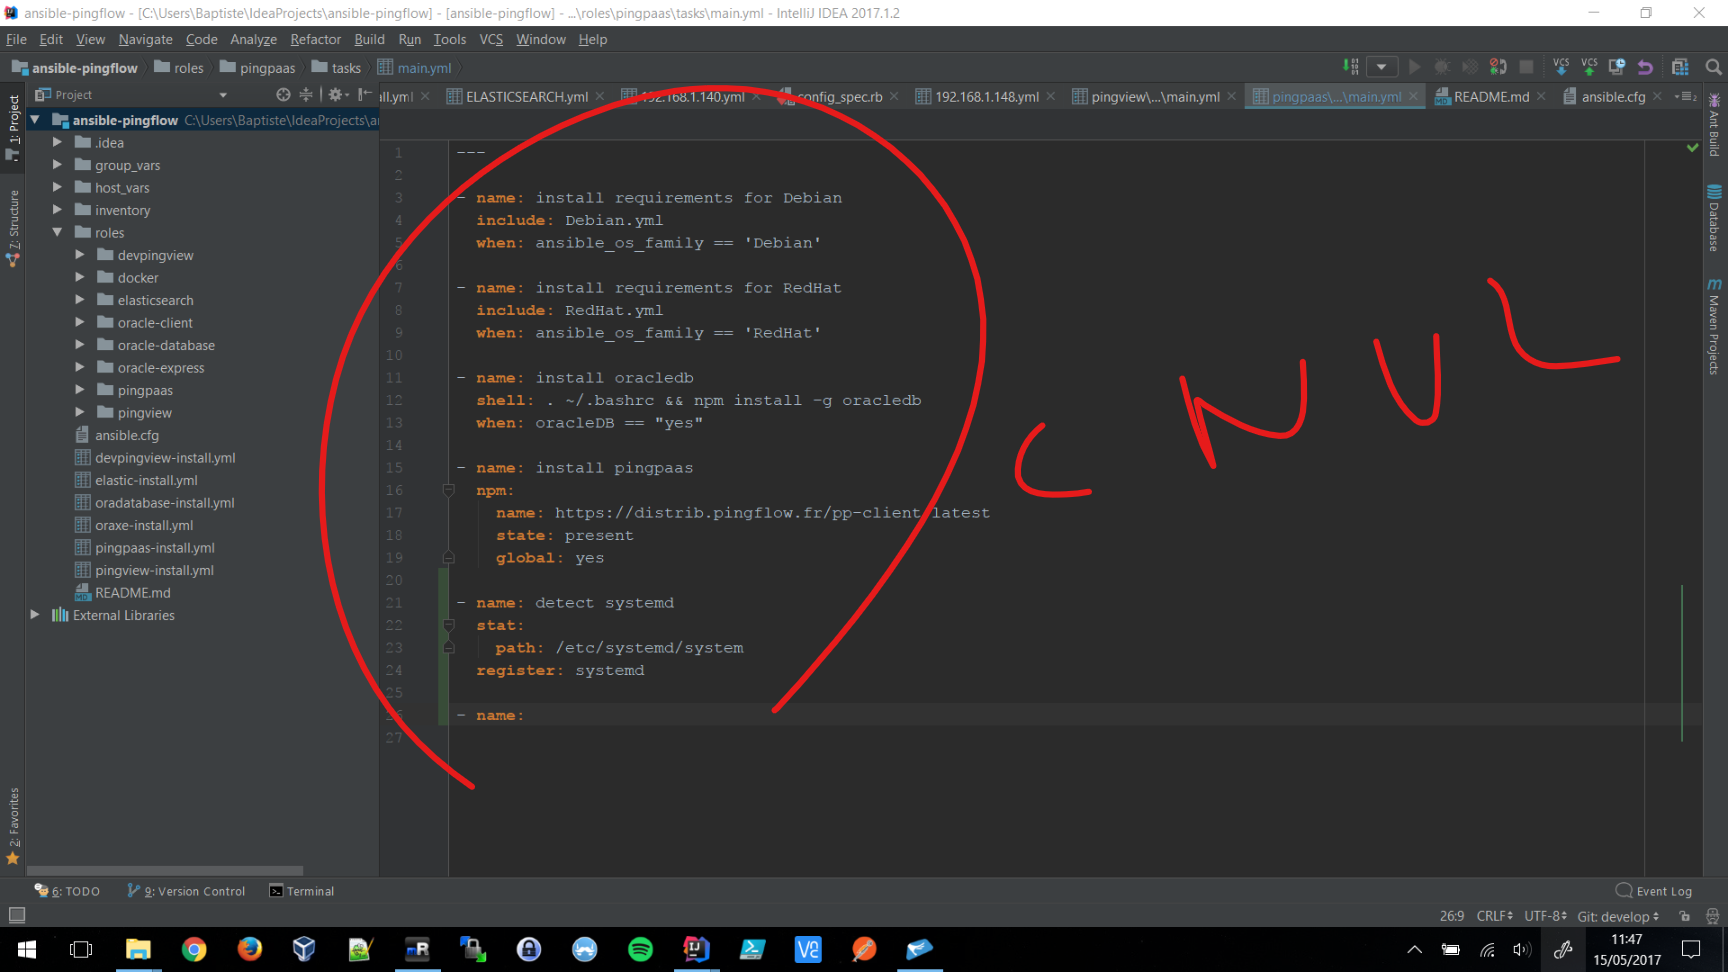 ansible-pingflow - [C:\Users\Baptiste\IdeaProjects\ansible-pingflow] - [ansible-pingflow] - ...\roles\pingpaas\tasks\main.yml - IntelliJ IDEA 2017.1.2
File Edit View Navigate Code Analyze Refactor Build Run Tools VCS Window Help
ansible-pingflow roles pingpaas tasks main.yml
Project
all.yml ELASTICSEARCH.yml 192.168.1.140.yml config_spec.rb 192.168.1.148.yml pingview\...\main.yml pingpaas\...\main.yml README.md ansible.cfg
1: Project
7: Structure
2: Favorites
ansible-pingflow C:\Users\Baptiste\IdeaProjects\a
.idea
group_vars
host_vars
inventory
roles
devpingview
docker
elasticsearch
oracle-client
oracle-database
oracle-express
pingpaas
pingview
ansible.cfg
devpingview-install.yml
elastic-install.yml
oradatabase-install.yml
oraxe-install.yml
pingpaas-install.yml
pingview-install.yml
README.md
External Libraries
1 ---
2
3 - name: install requirements for Debian
4 include: Debian.yml
5 when: ansible_os_family == 'Debian'
6
7 - name: install requirements for RedHat
8 include: RedHat.yml
9 when: ansible_os_family == 'RedHat'
10
11 - name: install oracledb
12 shell: . ~/.bashrc && npm install -g oracledb
13 when: oracleDB == "yes"
14
15 - name: install pingpaas
16 npm:
17 name: https://distrib.pingflow.fr/pp-client/latest
18 state: present
19 global: yes
20
21 - name: detect systemd
22 stat:
23 path: /etc/systemd/system
24 register: systemd
25
26 - name:
27
C NUL
Ant Build
Database
Maven Projects
6: TODO 9: Version Control Terminal Event Log
26:9 CRLF UTF-8 Git: develop
11:47
15/05/2017